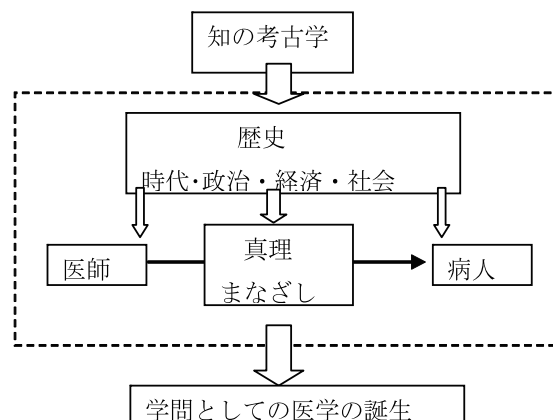 知の考古学
歴史
時代・政治・経済・社会
医師
真理
まなざし
病人
学問としての医学の誕生